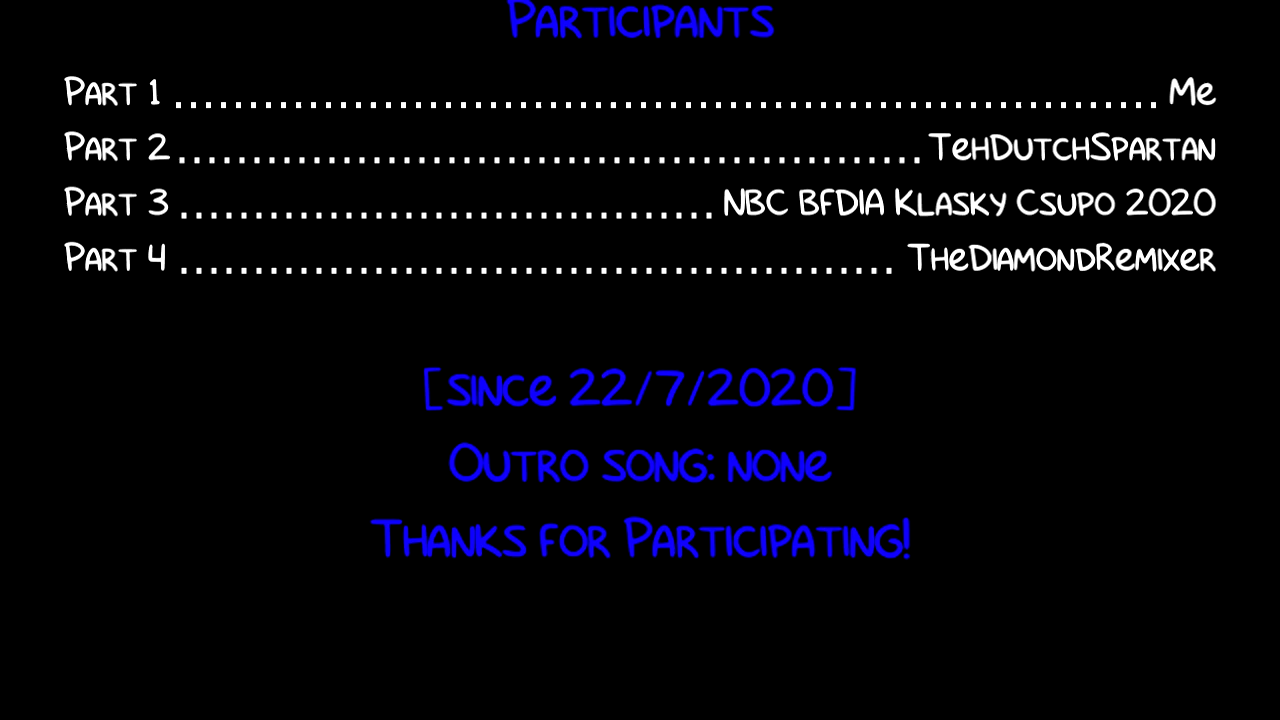 Participants
Part 1 .................................................................. Me
Part 2 .................................................. TehDutchSpartan
Part 3 .................................... NBC BFDIA Klasky Csupo 2020
Part 4 ................................................ TheDiamondRemixer
[since 22/7/2020]
Outro song: none
Thanks for Participating!